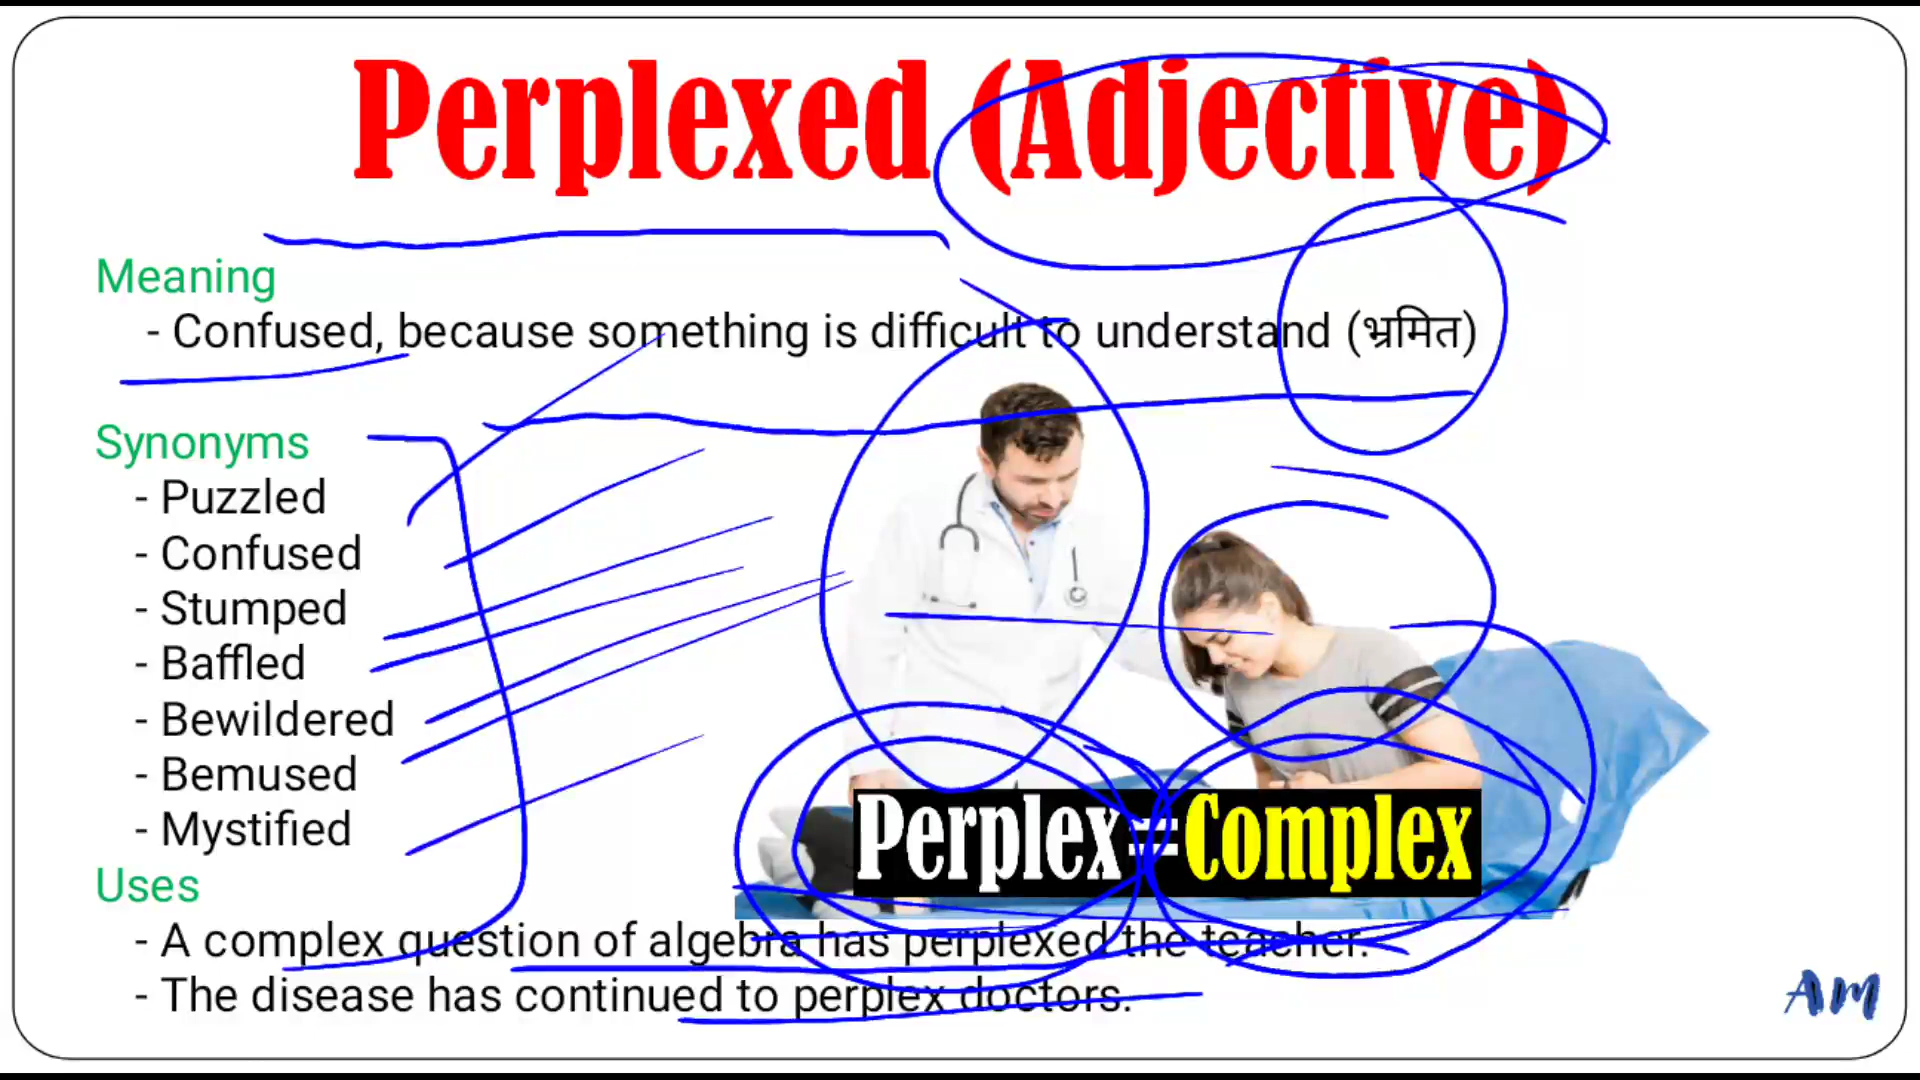 Perplexed (Adjective)
Meaning
- Confused, because something is difficult to understand (भ्रमित)
Synonyms
- Puzzled
- Confused
- Stumped
- Baffled
- Bewildered
- Bemused
- Mystified
Perplex=Complex
Uses
- A complex question of algebra has perplexed the teacher.
- The disease has continued to perplex doctors.
AM